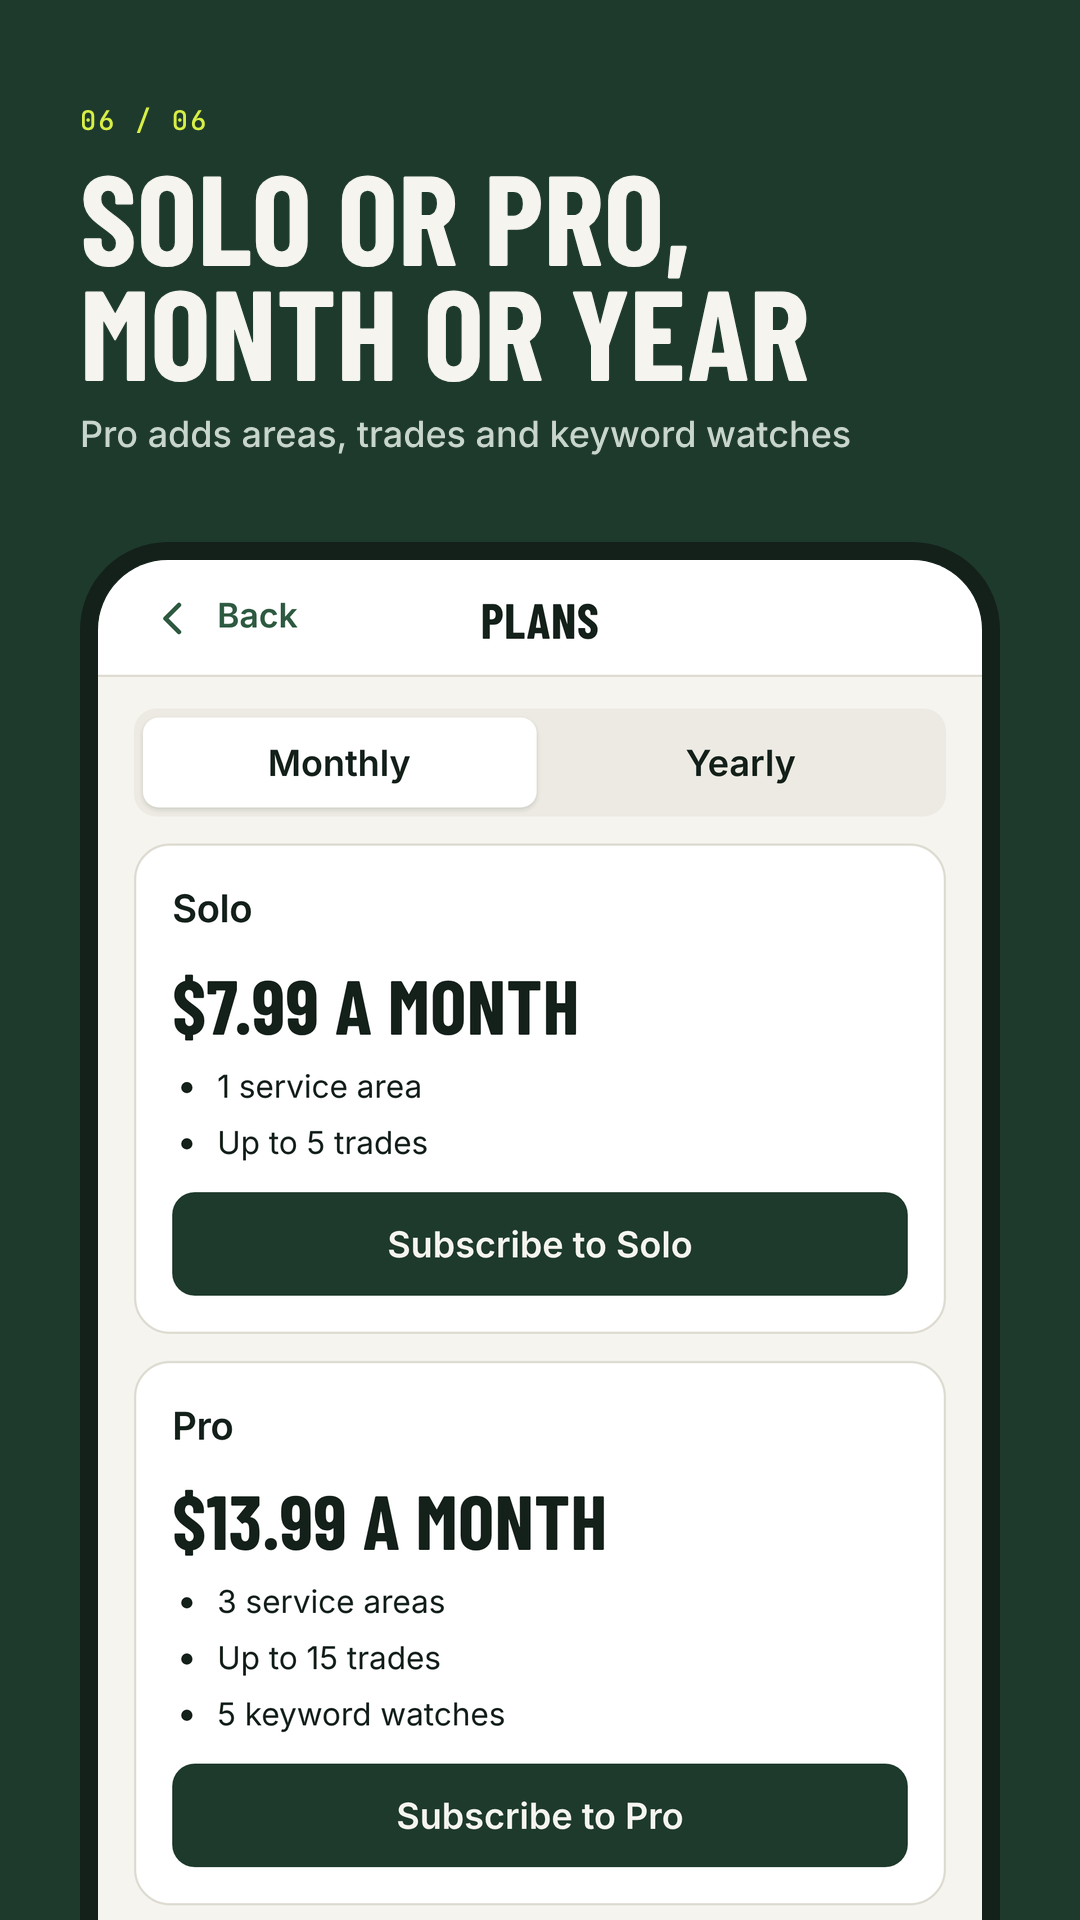 06 / 06
SOLO OR PRO,
MONTH OR YEAR
Pro adds areas, trades and keyword watches
Back
PLANS
Monthly
Yearly
Solo
$7.99 A MONTH
• 1 service area
• Up to 5 trades
Subscribe to Solo
Pro
$13.99 A MONTH
• 3 service areas
• Up to 15 trades
• 5 keyword watches
Subscribe to Pro